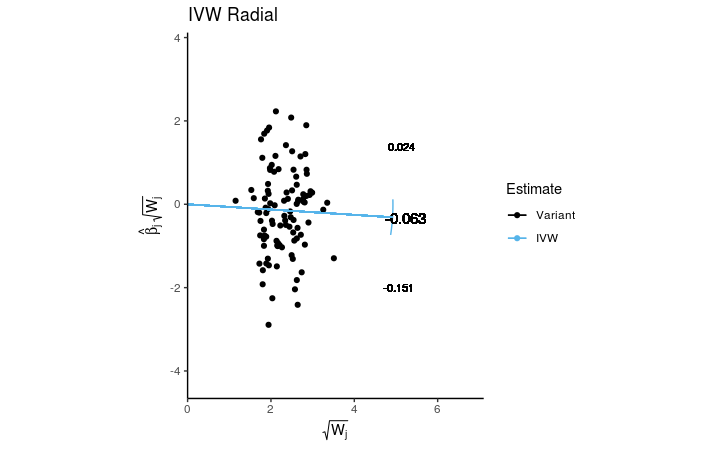 IVW Radial
4
2
0
-2
-4
β̂j√Wj
0.024
-0.063
-0.151
0
2
4
6
√Wj
Estimate
Variant
IVW